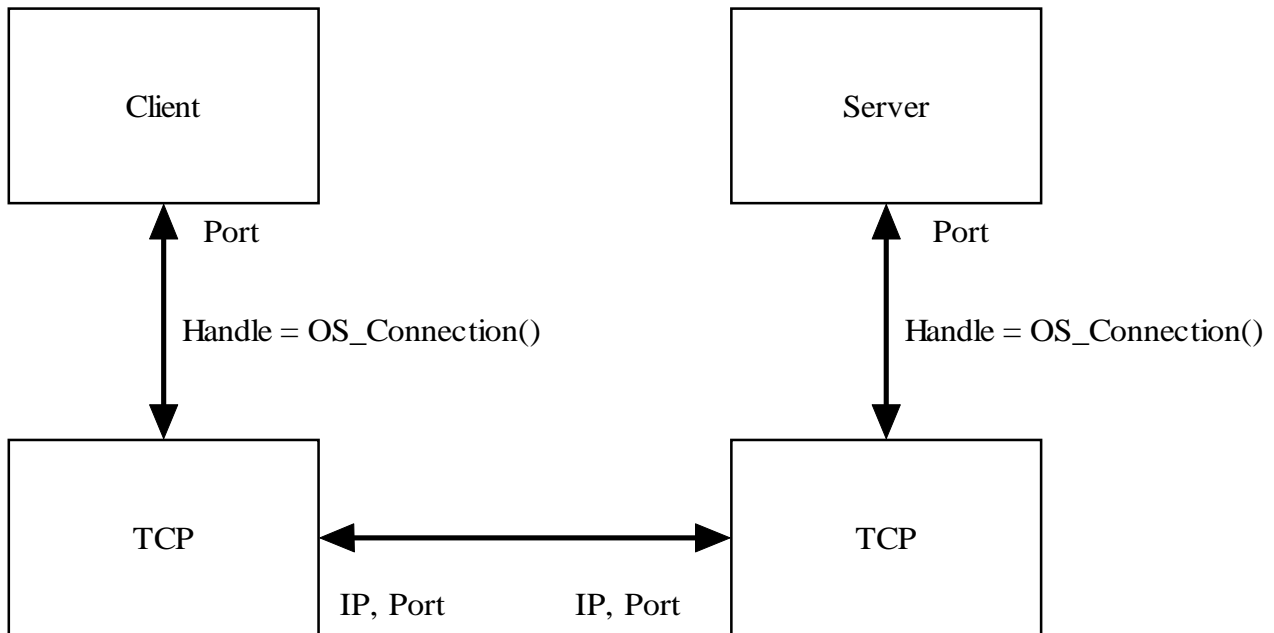 Client
Server
Port
Port
Handle = OS_Connection()
Handle = OS_Connection()
TCP
TCP
IP, Port
IP, Port